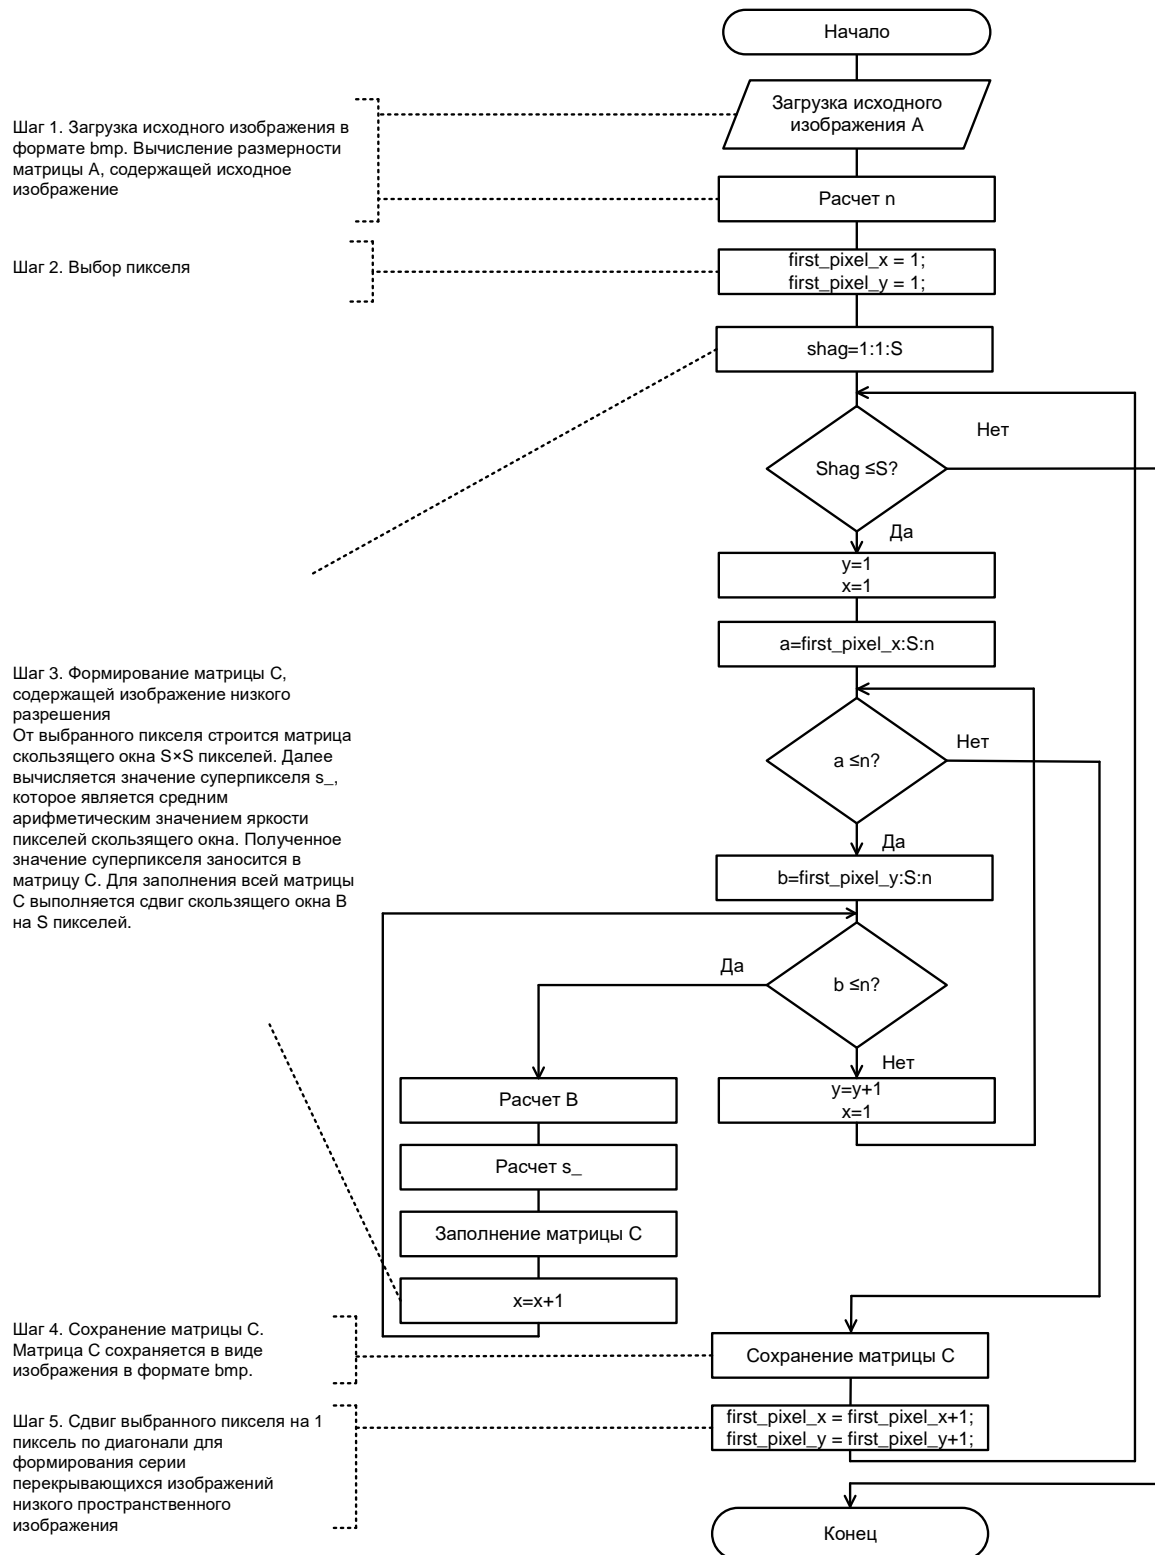 Начало
Загрузка исходного
изображения А
Шаг 1. Загрузка исходного изображения в
формате bmp. Вычисление размерности
матрицы А, содержащей исходное
изображение
Расчет n
Шаг 2. Выбор пикселя
first_pixel_x = 1;
first_pixel_y = 1;
shag=1:1:S
Shag ≤S?
Нет
Да
y=1
x=1
a=first_pixel_x:S:n
Шаг 3. Формирование матрицы С,
содержащей изображение низкого
разрешения
От выбранного пикселя строится матрица
скользящего окна S×S пикселей. Далее
вычисляется значение суперпикселя s_,
которое является средним
арифметическим значением яркости
пикселей скользящего окна. Полученное
значение суперпикселя заносится в
матрицу С. Для заполнения всей матрицы
С выполняется сдвиг скользящего окна В
на S пикселей.
a ≤n?
Нет
Да
b=first_pixel_y:S:n
b ≤n?
Да
Нет
y=y+1
x=1
Расчет B
Расчет s_
Заполнение матрицы С
x=x+1
Шаг 4. Сохранение матрицы С.
Матрица С сохраняется в виде
изображения в формате bmp.
Сохранение матрицы С
Шаг 5. Сдвиг выбранного пикселя на 1
пиксель по диагонали для
формирования серии
перекрывающихся изображений
низкого пространственного
изображения
first_pixel_x = first_pixel_x+1;
first_pixel_y = first_pixel_y+1;
Конец